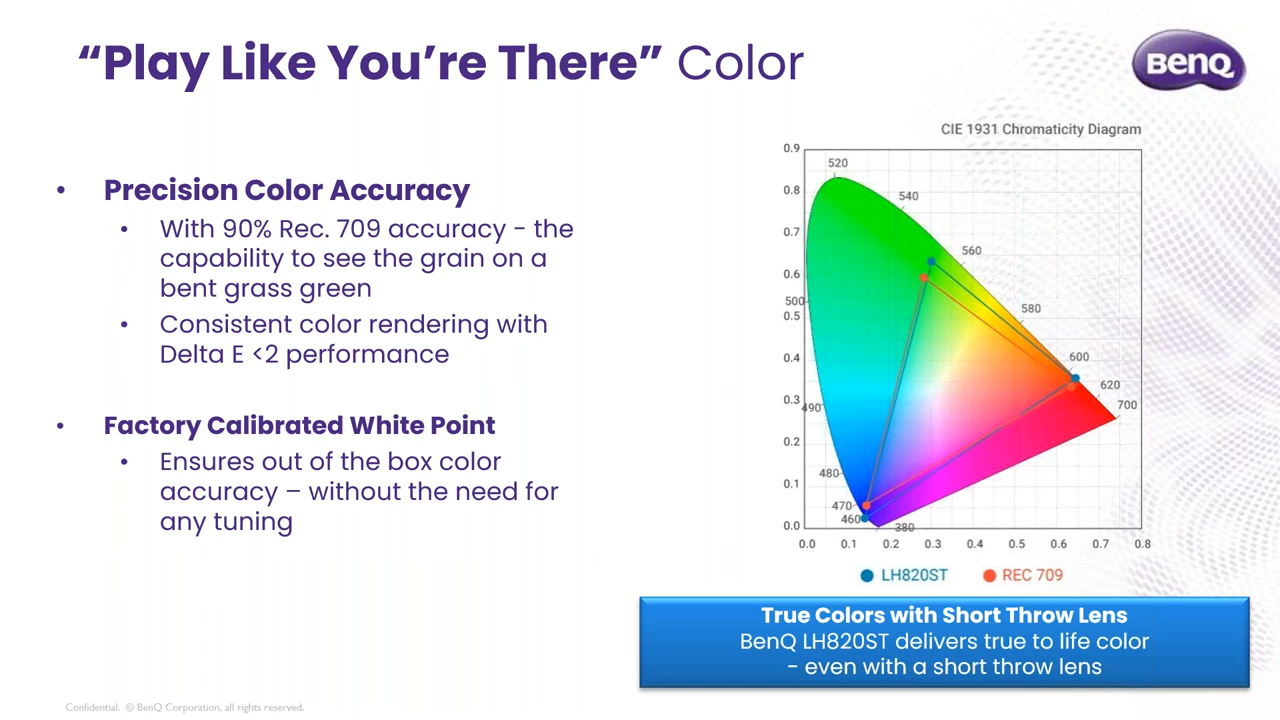 “Play Like You’re There” Color
BenQ
• Precision Color Accuracy
• With 90% Rec. 709 accuracy - the
capability to see the grain on a
bent grass green
• Consistent color rendering with
Delta E <2 performance
• Factory Calibrated White Point
• Ensures out of the box color
accuracy – without the need for
any tuning
CIE 1931 Chromaticity Diagram
0.9
0.8
0.7
0.6
0.5
0.4
0.3
0.2
0.1
0.0
520
540
560
580
600
620
700
500
490
480
470
460
380
0.0 0.1 0.2 0.3 0.4 0.5 0.6 0.7 0.8
LH820ST REC 709
True Colors with Short Throw Lens
BenQ LH820ST delivers true to life color
- even with a short throw lens
Confidential. © BenQ Corporation, all rights reserved.